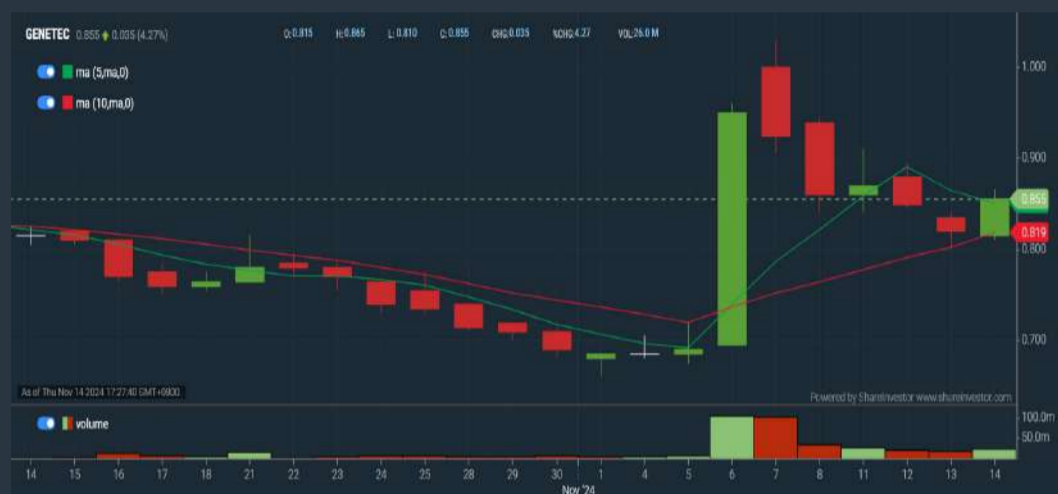 GENETEC 0.855 0.035 (4.27%) O:0.815 H:0.865 L: 0.810 C:0.855 CHG:0.035 %CHG:4.27 VOL:26.0 M
ma (5,ma,0)
ma (10,ma,0)
1.000
0.900
0.855
0.819
0.800
0.700
As of Thu Nov 14 2024 17:27:40 GMT+0800
Powered by ShareInvestor www.shareinvestor.com
volume
100.0m
50.0m
14 15 16 17 18 21 22 23 24 25 28 29 30 1 4 5 6 7 8 11 12 13 14
Nov '24